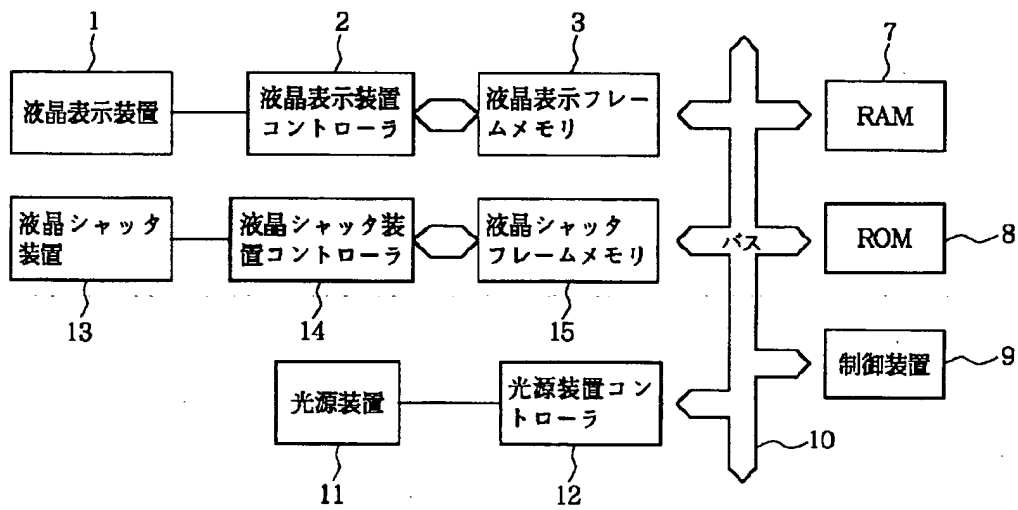 1
2
3
7
液晶表示装置
液晶表示装置
コントローラ
液晶表示フレー
ムメモリ
RAM
液晶シャッタ
装置
液晶シャッタ装
置コントローラ
液晶シャッタ
フレームメモリ
バス
ROM
8
13
14
15
光源装置
光源装置コント
ローラ
制御装置
9
10
11
12